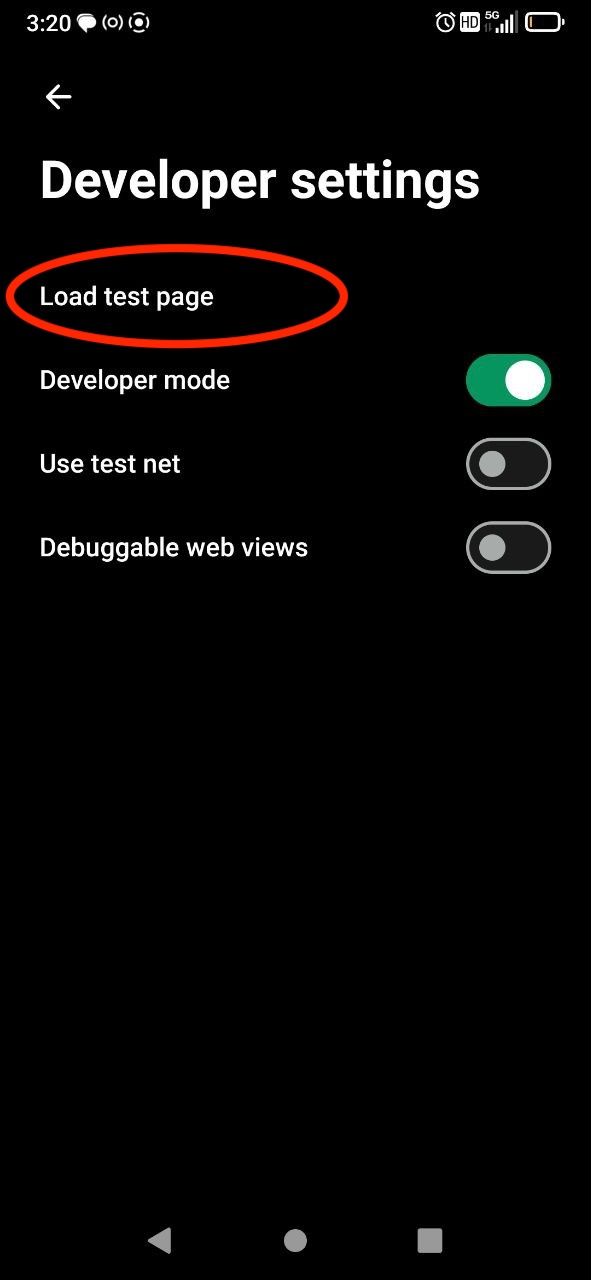 3:20
HD 5G
Developer settings
Load test page
Developer mode
Use test net
Debuggable web views